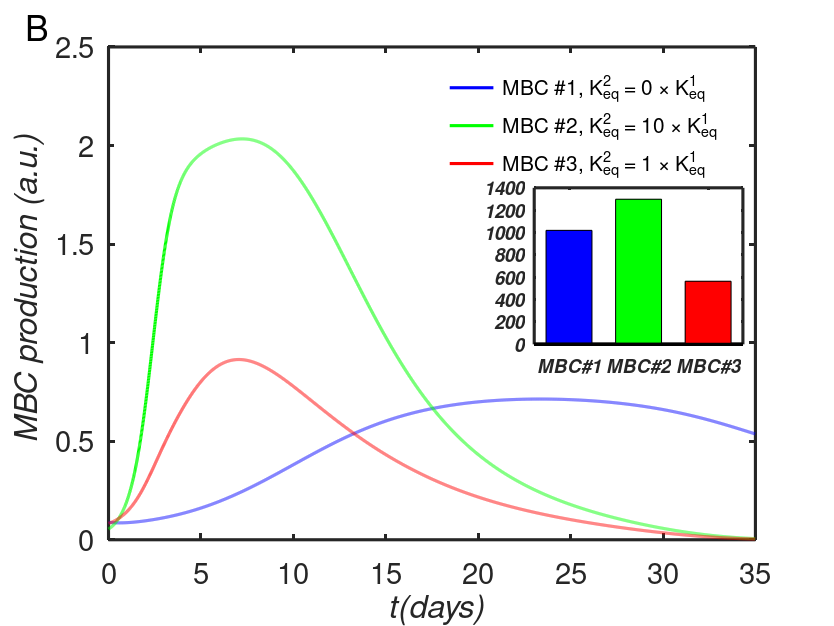 B
MBC production (a.u.)
2.5
2
1.5
1
0.5
0
MBC #1, K²eq = 0 × K¹eq
MBC #2, K²eq = 10 × K¹eq
MBC #3, K²eq = 1 × K¹eq
1400
1200
1000
800
600
400
200
0
MBC#1 MBC#2 MBC#3
0 5 10 15 20 25 30 35
t(days)